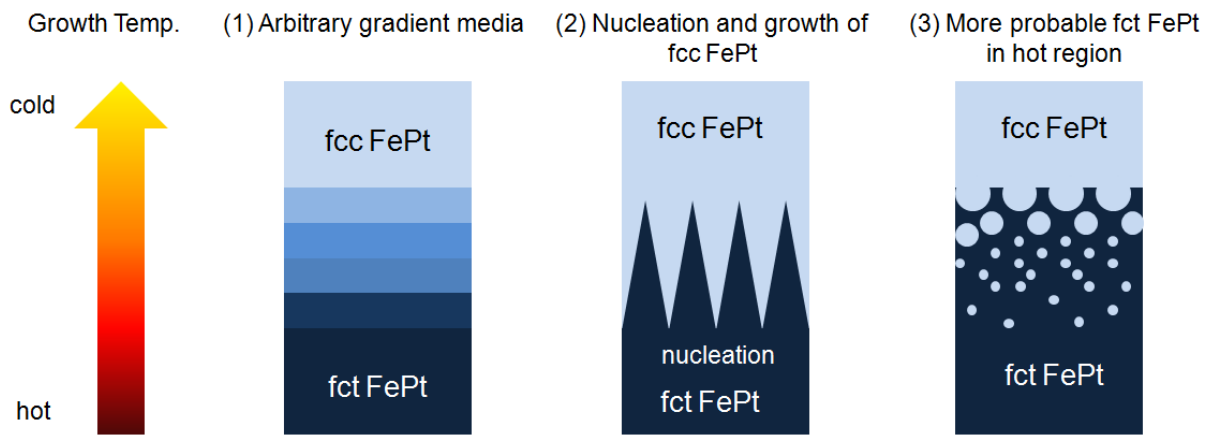 Growth Temp.
(1) Arbitrary gradient media
(2) Nucleation and growth of
fcc FePt
(3) More probable fct FePt
in hot region
cold
hot
fcc FePt
fct FePt
fcc FePt
nucleation
fct FePt
fcc FePt
fct FePt